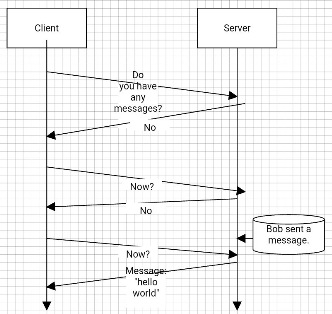 Client
Server
Do
you have
any
messages?
No
Now?
No
Bob sent a
message.
Now?
Message:
"hello
world"